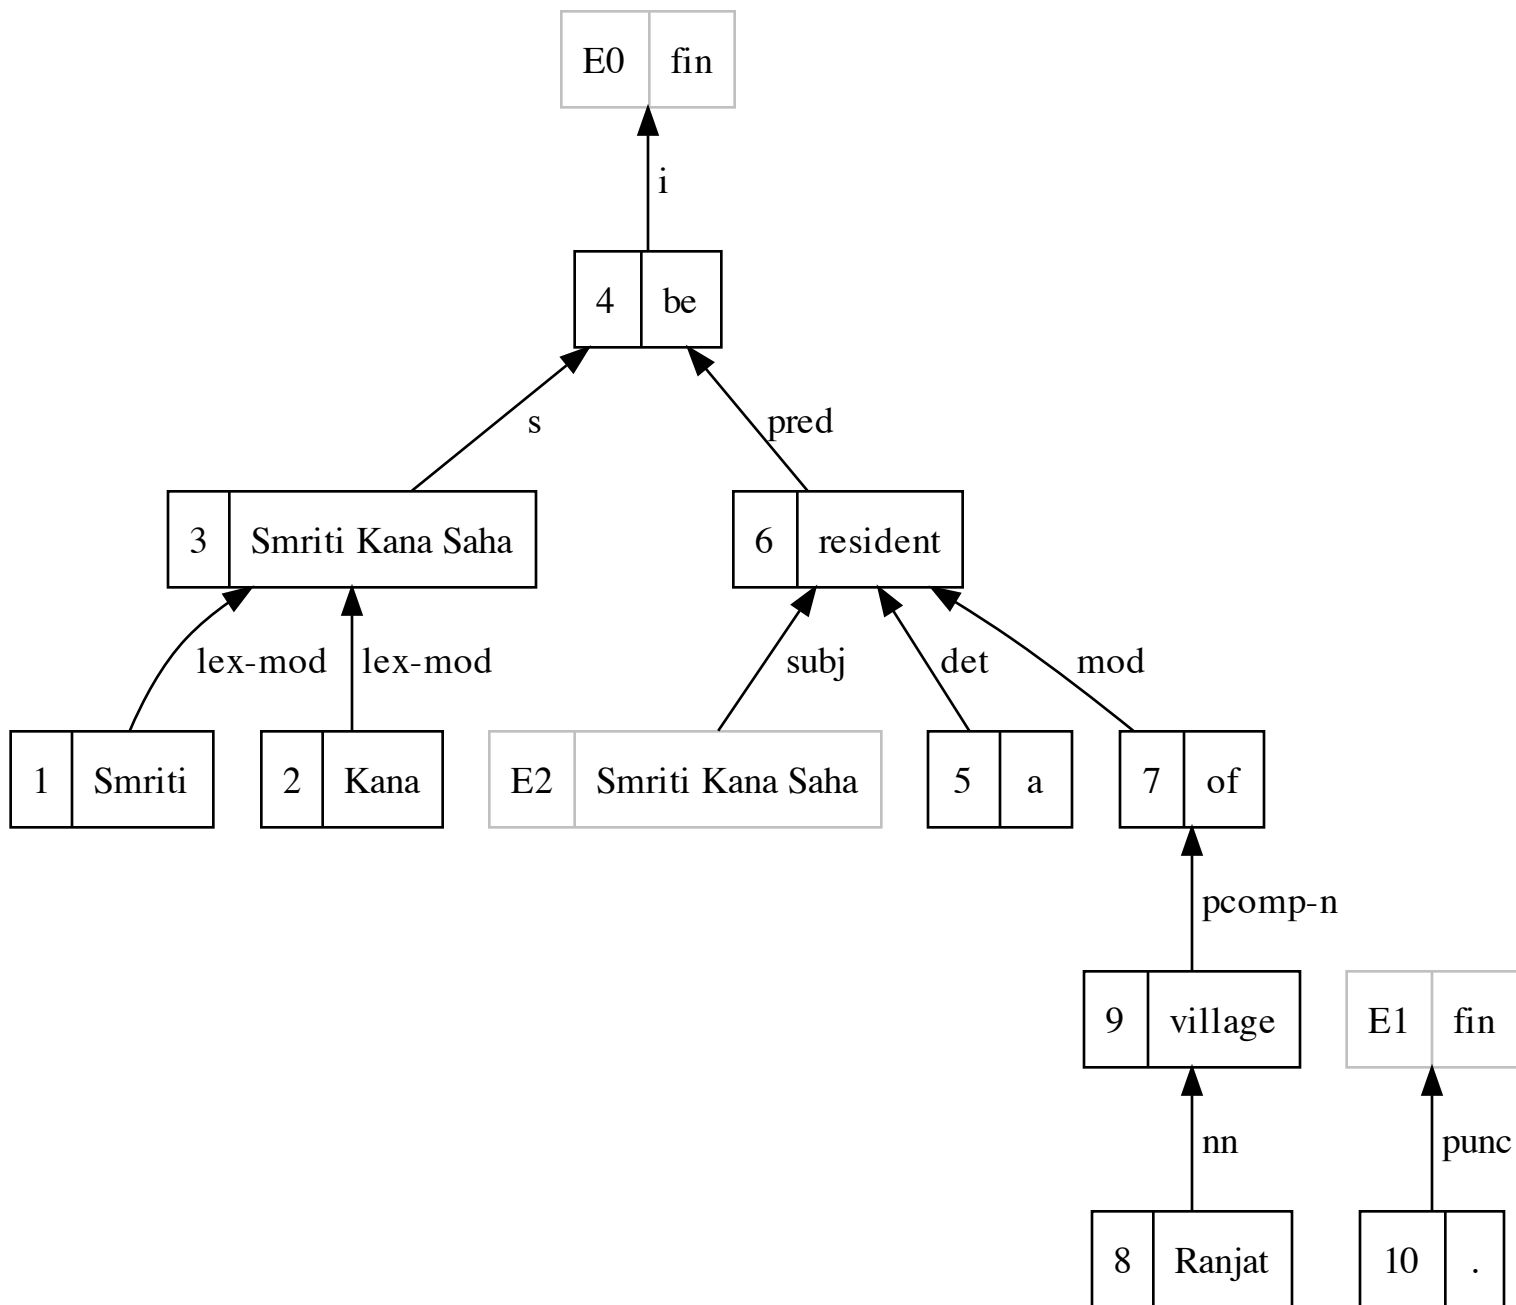 E0 fin
i
4 be
s pred
3 Smriti Kana Saha 6 resident
lex-mod lex-mod subj det mod
1 Smriti 2 Kana E2 Smriti Kana Saha 5 a 7 of
pcomp-n
9 village E1 fin
nn punc
8 Ranjat 10 .